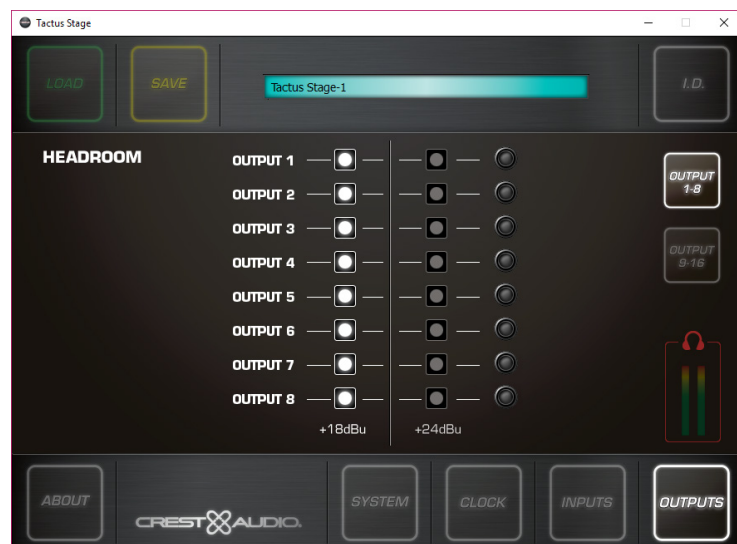 Tactus Stage
LOAD
SAVE
Tactus Stage-1
I.D.
HEADROOM
OUTPUT 1
OUTPUT 2
OUTPUT 3
OUTPUT 4
OUTPUT 5
OUTPUT 6
OUTPUT 7
OUTPUT 8
+18dBu
+24dBu
OUTPUT
1-8
OUTPUT
9-16
ABOUT
CREST AUDIO.
SYSTEM
CLOCK
INPUTS
OUTPUTS